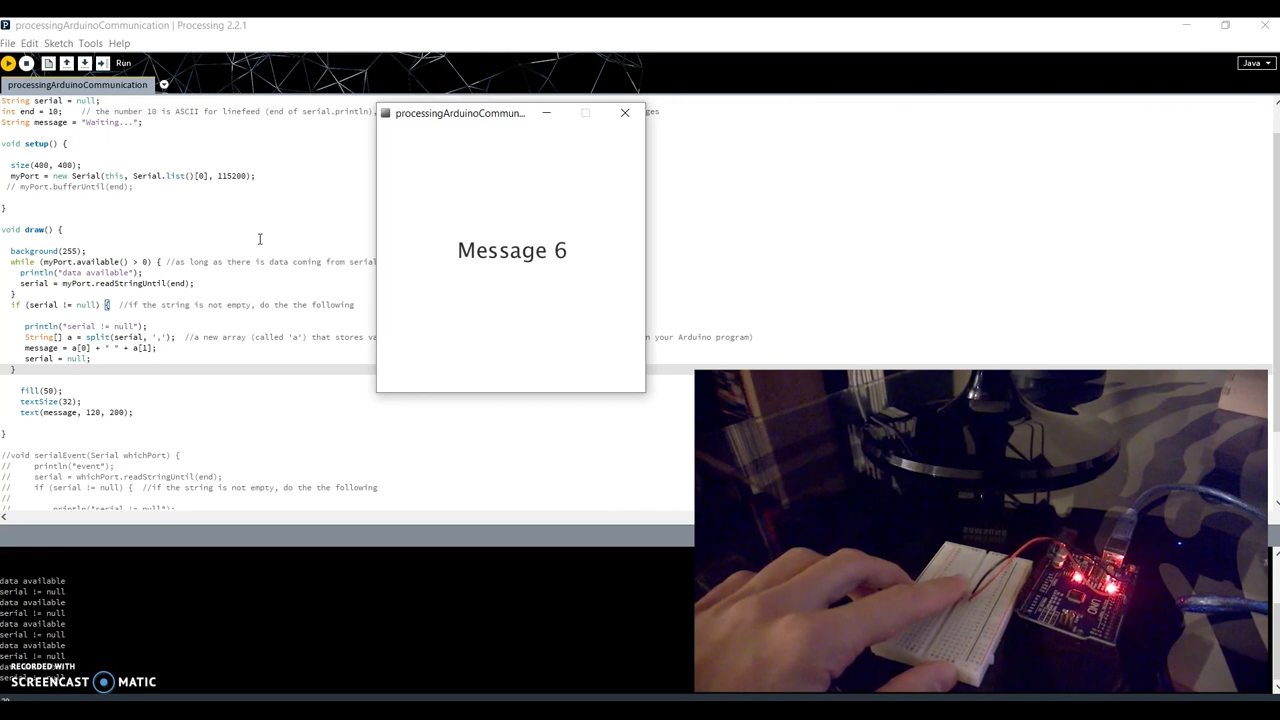 processingArduinoCommunication | Processing 2.2.1
File Edit Sketch Tools Help
Run
Java
processingArduinoCommunication
String serial = null;
int end = 10; // the number 10 is ASCII for linefeed (end of serial.println),
String message = "Waiting...";
void setup() {
size(400, 400);
myPort = new Serial(this, Serial.list()[0], 115200);
// myPort.bufferUntil(end);
}
void draw() {
background(255);
while (myPort.available() > 0) { //as long as there is data coming from serial
println("data available");
serial = myPort.readStringUntil(end);
}
if (serial != null) { //if the string is not empty, do the the following
println("serial != null");
String[] a = split(serial, ','); //a new array (called 'a') that stores va
n your Arduino program)
message = a[0] + " " + a[1];
serial = null;
}
fill(50);
textSize(32);
text(message, 120, 200);
}
//void serialEvent(Serial whichPort) {
// println("event");
// serial = whichPort.readStringUntil(end);
// if (serial != null) { //if the string is not empty, do the the following
//
// println("serial != null");
processingArduinoCommun...
Message 6
data available
serial != null
data available
serial != null
data available
serial != null
data available
serial != null
RECORDED WITH
SCREENCAST MATIC
SAMSUNG
UNO